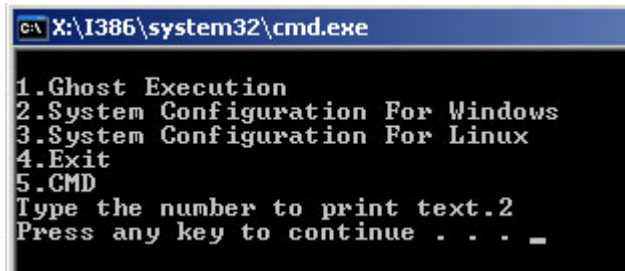 X:\I386\system32\cmd.exe
1.Ghost Execution
2.System Configuration For Windows
3.System Configuration For Linux
4.Exit
5.CMD
Type the number to print text.2
Press any key to continue . . . _